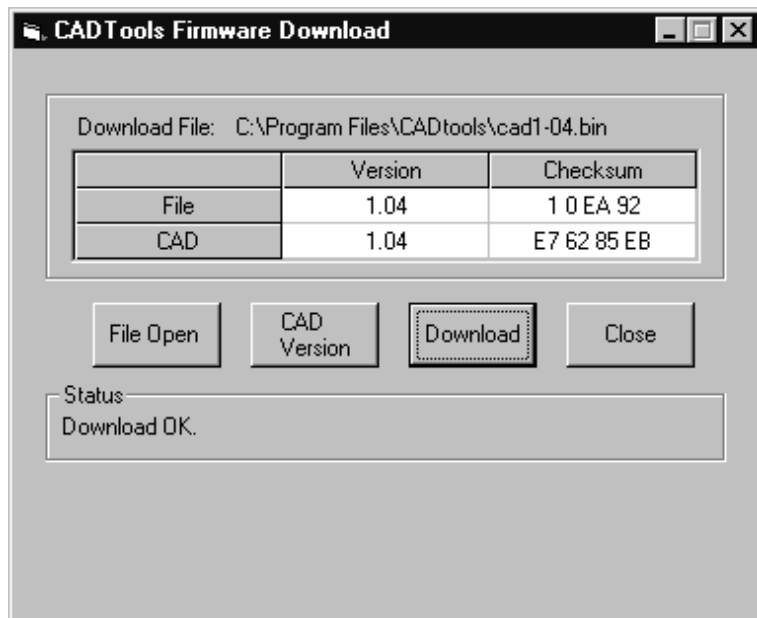 CADTools Firmware Download
Download File: C:\Program Files\CADtools\cad1-04.bin
Version Checksum
File 1.04 1 0 EA 92
CAD 1.04 E7 62 85 EB
File Open CAD Version Download Close
Status
Download OK.